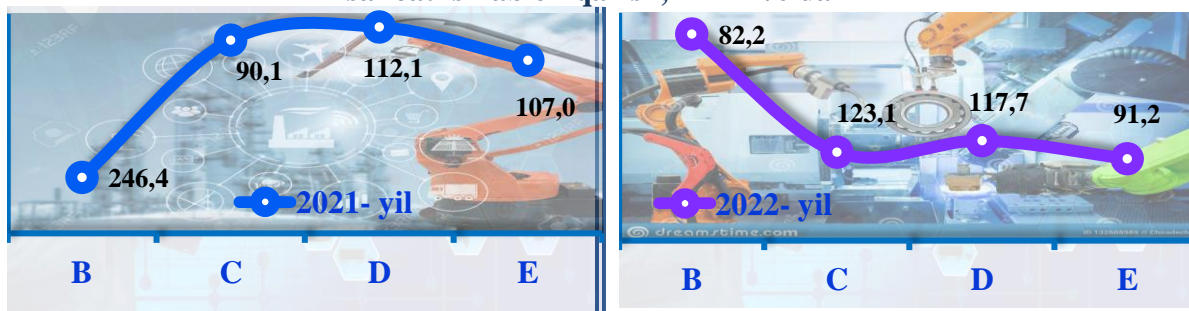 90,1
112,1
107,0
246,4
2021- yil
B C D E
82,2
123,1
117,7
91,2
2022- yil
dreamstime.com
B C D E